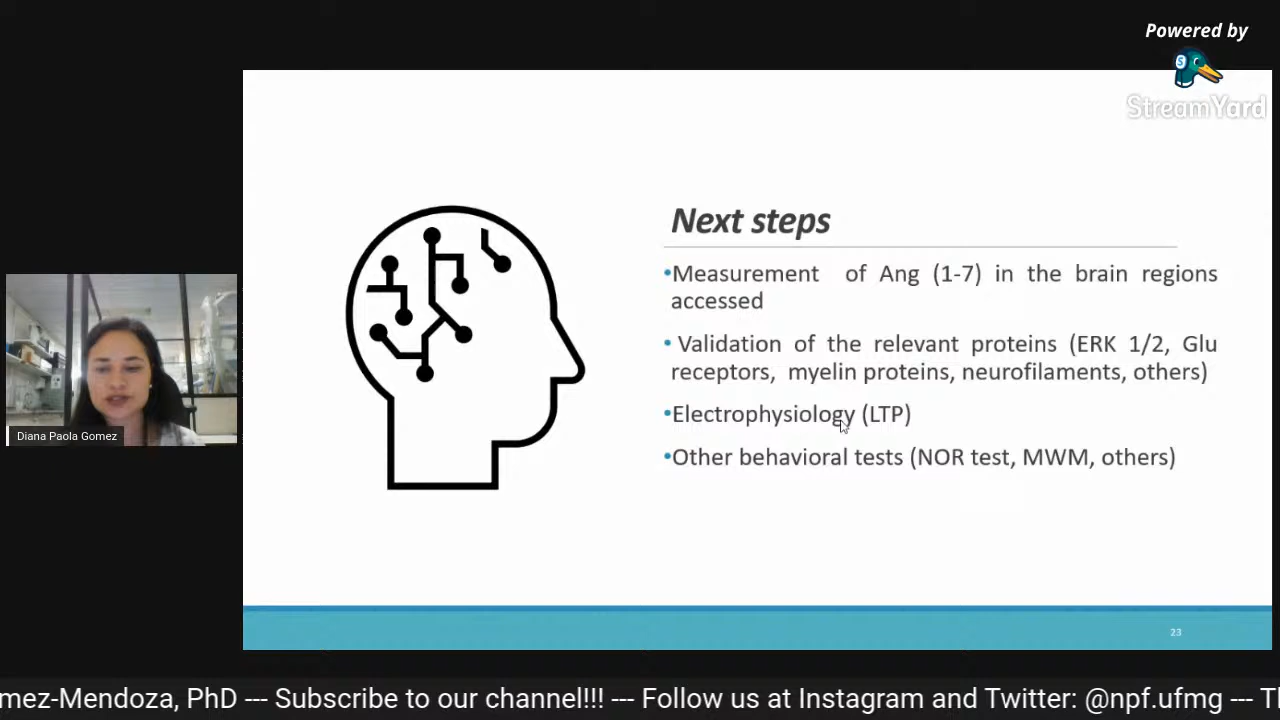 Powered by
StreamYard
Next steps
•Measurement of Ang (1-7) in the brain regions
accessed
• Validation of the relevant proteins (ERK 1/2, Glu
receptors, myelin proteins, neurofilaments, others)
•Electrophysiology (LTP)
•Other behavioral tests (NOR test, MWM, others)
Diana Paola Gomez
23
mez-Mendoza, PhD --- Subscribe to our channel!!! --- Follow us at Instagram and Twitter: @npf.ufmg --- Tl